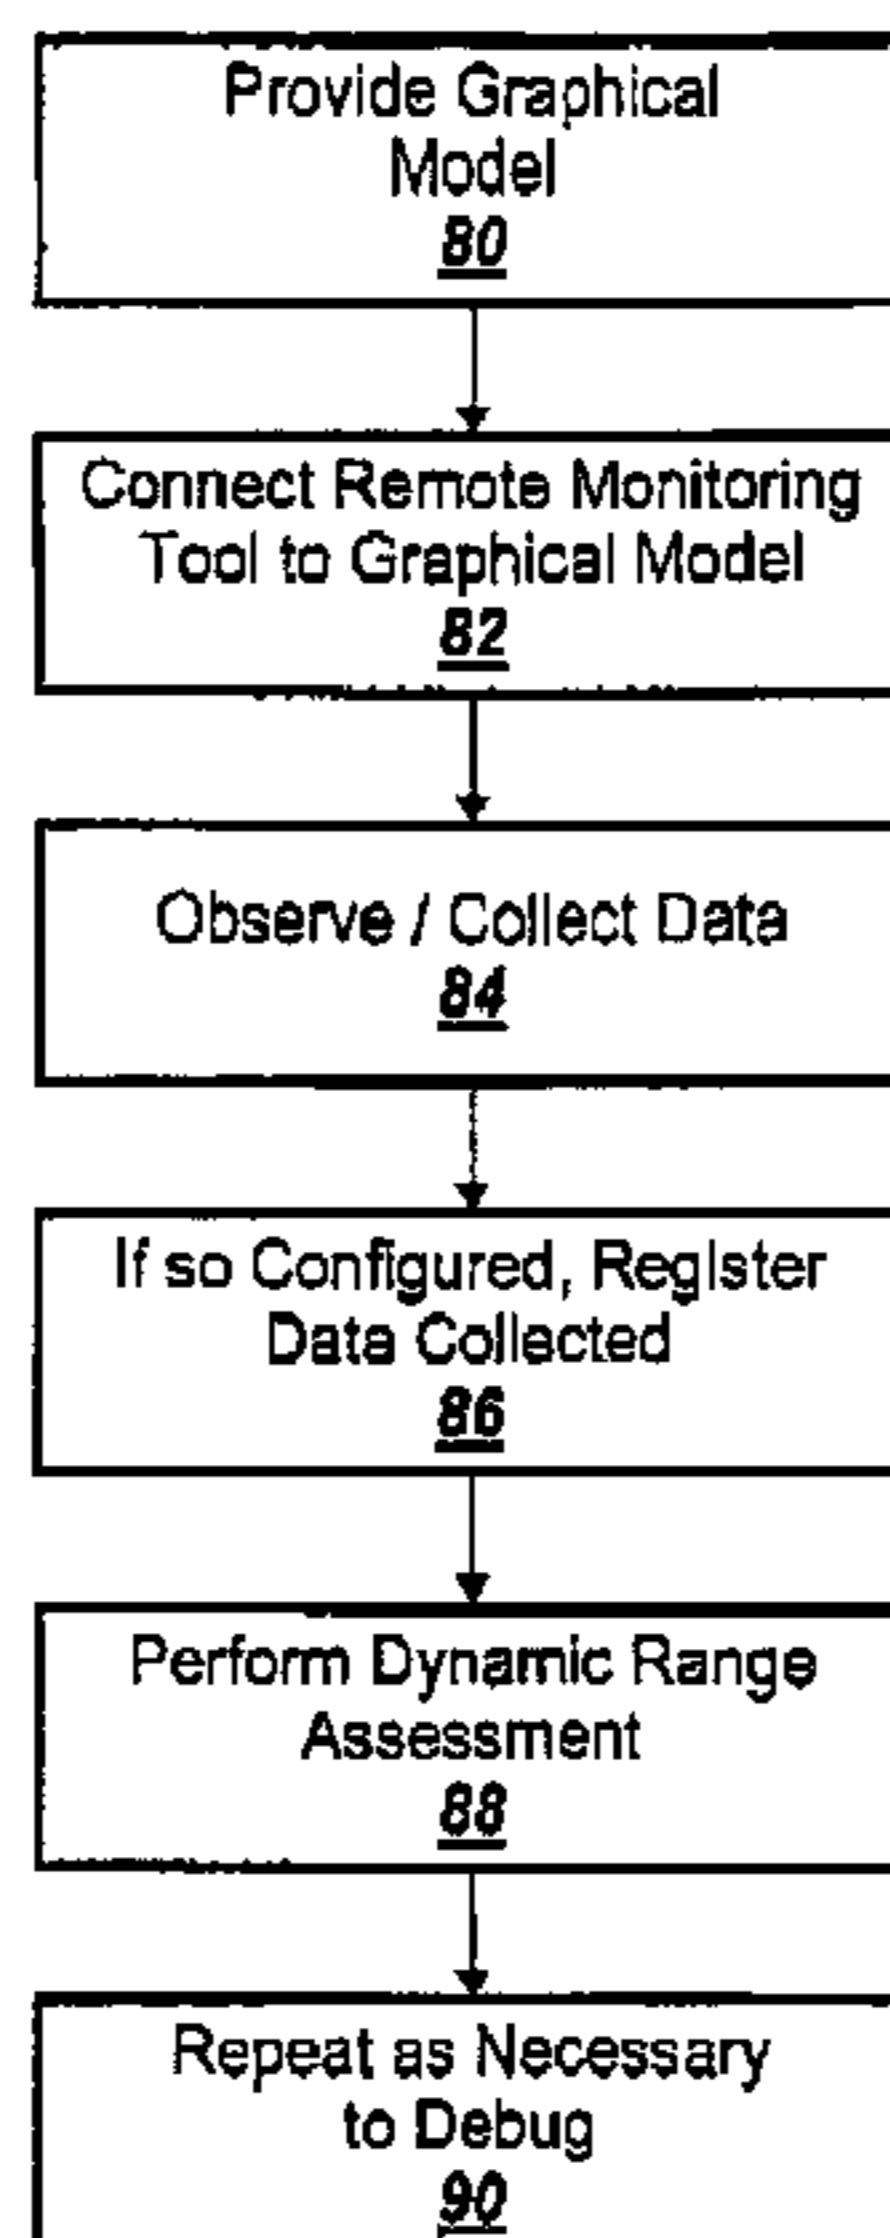 Provide Graphical
Model
80
Connect Remote Monitoring
Tool to Graphical Model
82
Observe / Collect Data
84
If so Configured, Register
Data Collected
86
Perform Dynamic Range
Assessment
88
Repeat as Necessary
to Debug
90